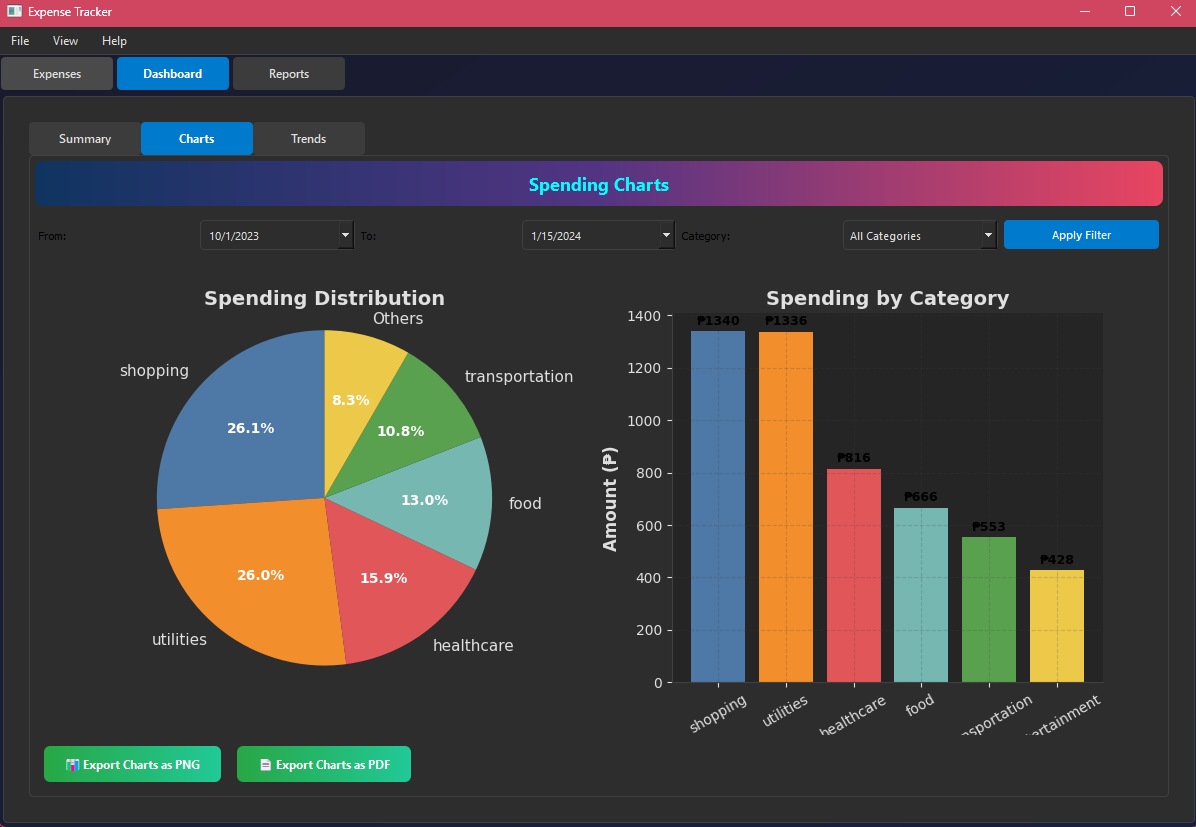 Expense Tracker
File View Help
Expenses Dashboard Reports
Summary Charts Trends
Spending Charts
From: 10/1/2023 To: 1/15/2024 Category: All Categories Apply Filter
Spending Distribution
Others
shopping
transportation
8.3%
26.1%
10.8%
13.0%
food
26.0%
15.9%
utilities
healthcare
Spending by Category
₱1340 ₱1336
₱816
₱666
₱553
₱428
1400
1200
1000
800
600
400
200
0
Amount (₱)
shopping utilities healthcare food nsportation ertainment
Export Charts as PNG Export Charts as PDF